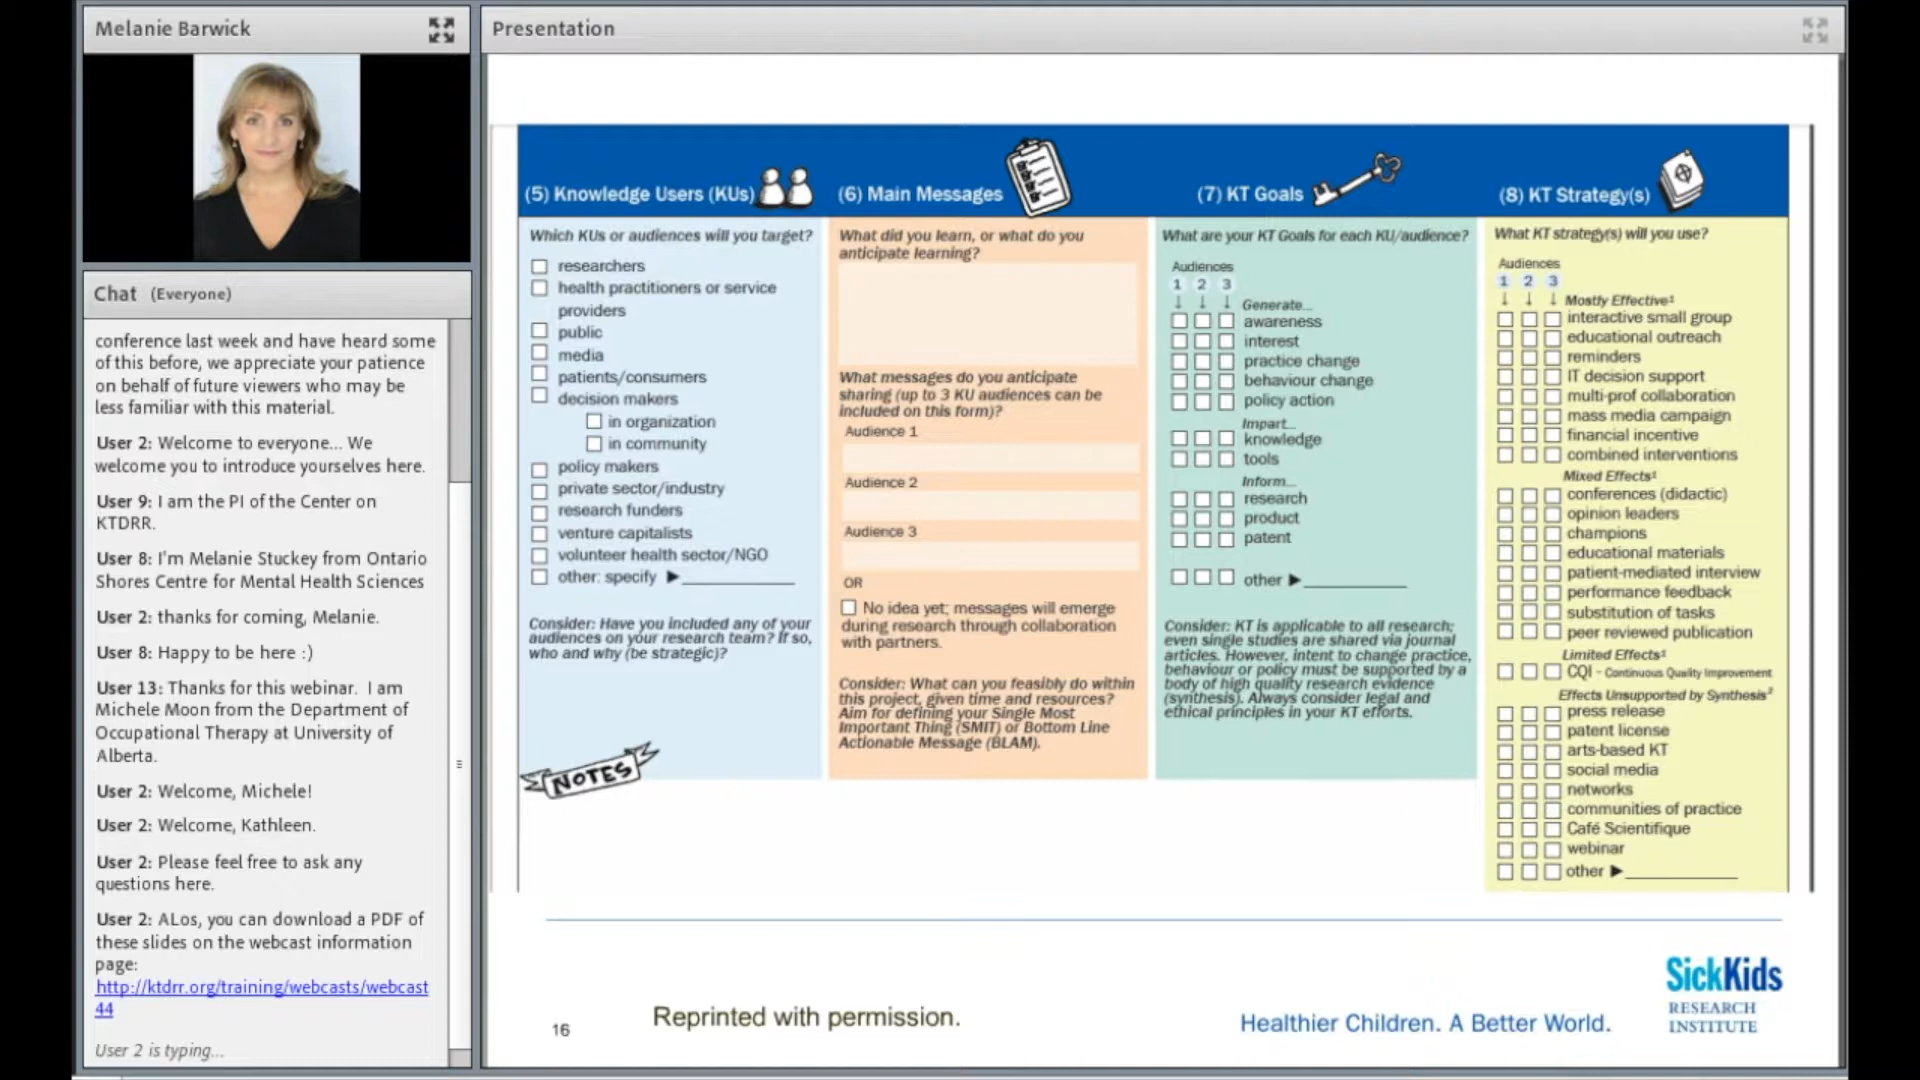 Melanie Barwick
Chat (Everyone)
conference last week and have heard some
of this before, we appreciate your patience
on behalf of future viewers who may be
less familiar with this material.
User 2: Welcome to everyone... We
welcome you to introduce yourselves here.
User 9: I am the PI of the Center on
KTDRR.
User 8: I'm Melanie Stuckey from Ontario
Shores Centre for Mental Health Sciences
User 2: thanks for coming, Melanie.
User 8: Happy to be here :)
User 13: Thanks for this webinar. I am
Michele Moon from the Department of
Occupational Therapy at University of
Alberta.
User 2: Welcome, Michele!
User 2: Welcome, Kathleen.
User 2: Please feel free to ask any
questions here.
User 2: ALos, you can download a PDF of
these slides on the webcast information
page:
http://ktdrr.org/training/webcasts/webcast
44
User 2 is typing...
Presentation
(5) Knowledge Users (KUs)
Which KUs or audiences will you target?
researchers
health practitioners or service
providers
public
media
patients/consumers
decision makers
in organization
in community
policy makers
private sector/industry
research funders
venture capitalists
volunteer health sector/NGO
other: specify ▶
Consider: Have you included any of your
audiences on your research team? If so,
who and why (be strategic)?
NOTES
(6) Main Messages
What did you learn, or what do you
anticipate learning?
What messages do you anticipate
sharing (up to 3 KU audiences can be
included on this form)?
Audience 1
Audience 2
Audience 3
OR
No idea yet; messages will emerge
during research through collaboration
with partners.
Consider: What can you feasibly do within
this project, given time and resources?
Aim for defining your Single Most
Important Thing (SMIT) or Bottom Line
Actionable Message (BLAM).
(7) KT Goals
What are your KT Goals for each KU/audience?
Audiences
1 2 3
↓ ↓ ↓ Generate...
awareness
interest
practice change
behaviour change
policy action
Impart...
knowledge
tools
Inform...
research
product
patent
other ▶
Consider: KT is applicable to all research;
even single studies are shared via journal
articles. However, intent to change practice,
behaviour or policy must be supported by a
body of high quality research evidence
(synthesis). Always consider legal and
ethical principles in your KT efforts.
(8) KT Strategy(s)
What KT strategy(s) will you use?
Audiences
1 2 3
↓ ↓ ↓ Mostly Effective¹
interactive small group
educational outreach
reminders
IT decision support
multi-prof collaboration
mass media campaign
financial incentive
combined interventions
Mixed Effects¹
conferences (didactic)
opinion leaders
champions
educational materials
patient-mediated interview
performance feedback
substitution of tasks
peer reviewed publication
Limited Effects¹
CQI - Continuous Quality Improvement
Effects Unsupported by Synthesis²
press release
patent license
arts-based KT
social media
networks
communities of practice
Café Scientifique
webinar
other ▶
16
Reprinted with permission.
Healthier Children. A Better World.
SickKids
RESEARCH
INSTITUTE